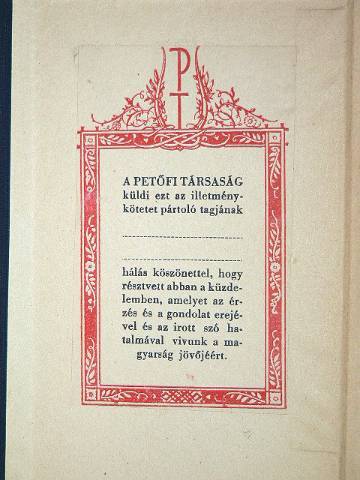 PT
A PETŐFI TÁRSASÁG
küldi ezt az illetmény-
kötetet pártoló tagjának
hálás köszönettel, hogy
résztvett abban a küzde-
lemben, amelyet az ér-
zés és a gondolat erejé-
vel és az irott szó ha-
talmával vivunk a ma-
gyarság jövőjéért.